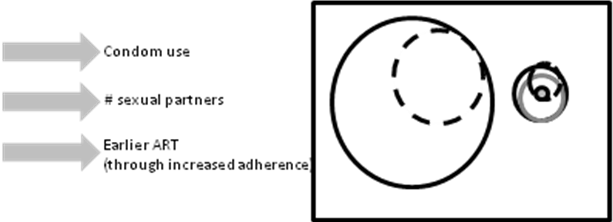 Condom use
# sexual partners
Earlier ART
(through increased adherence)